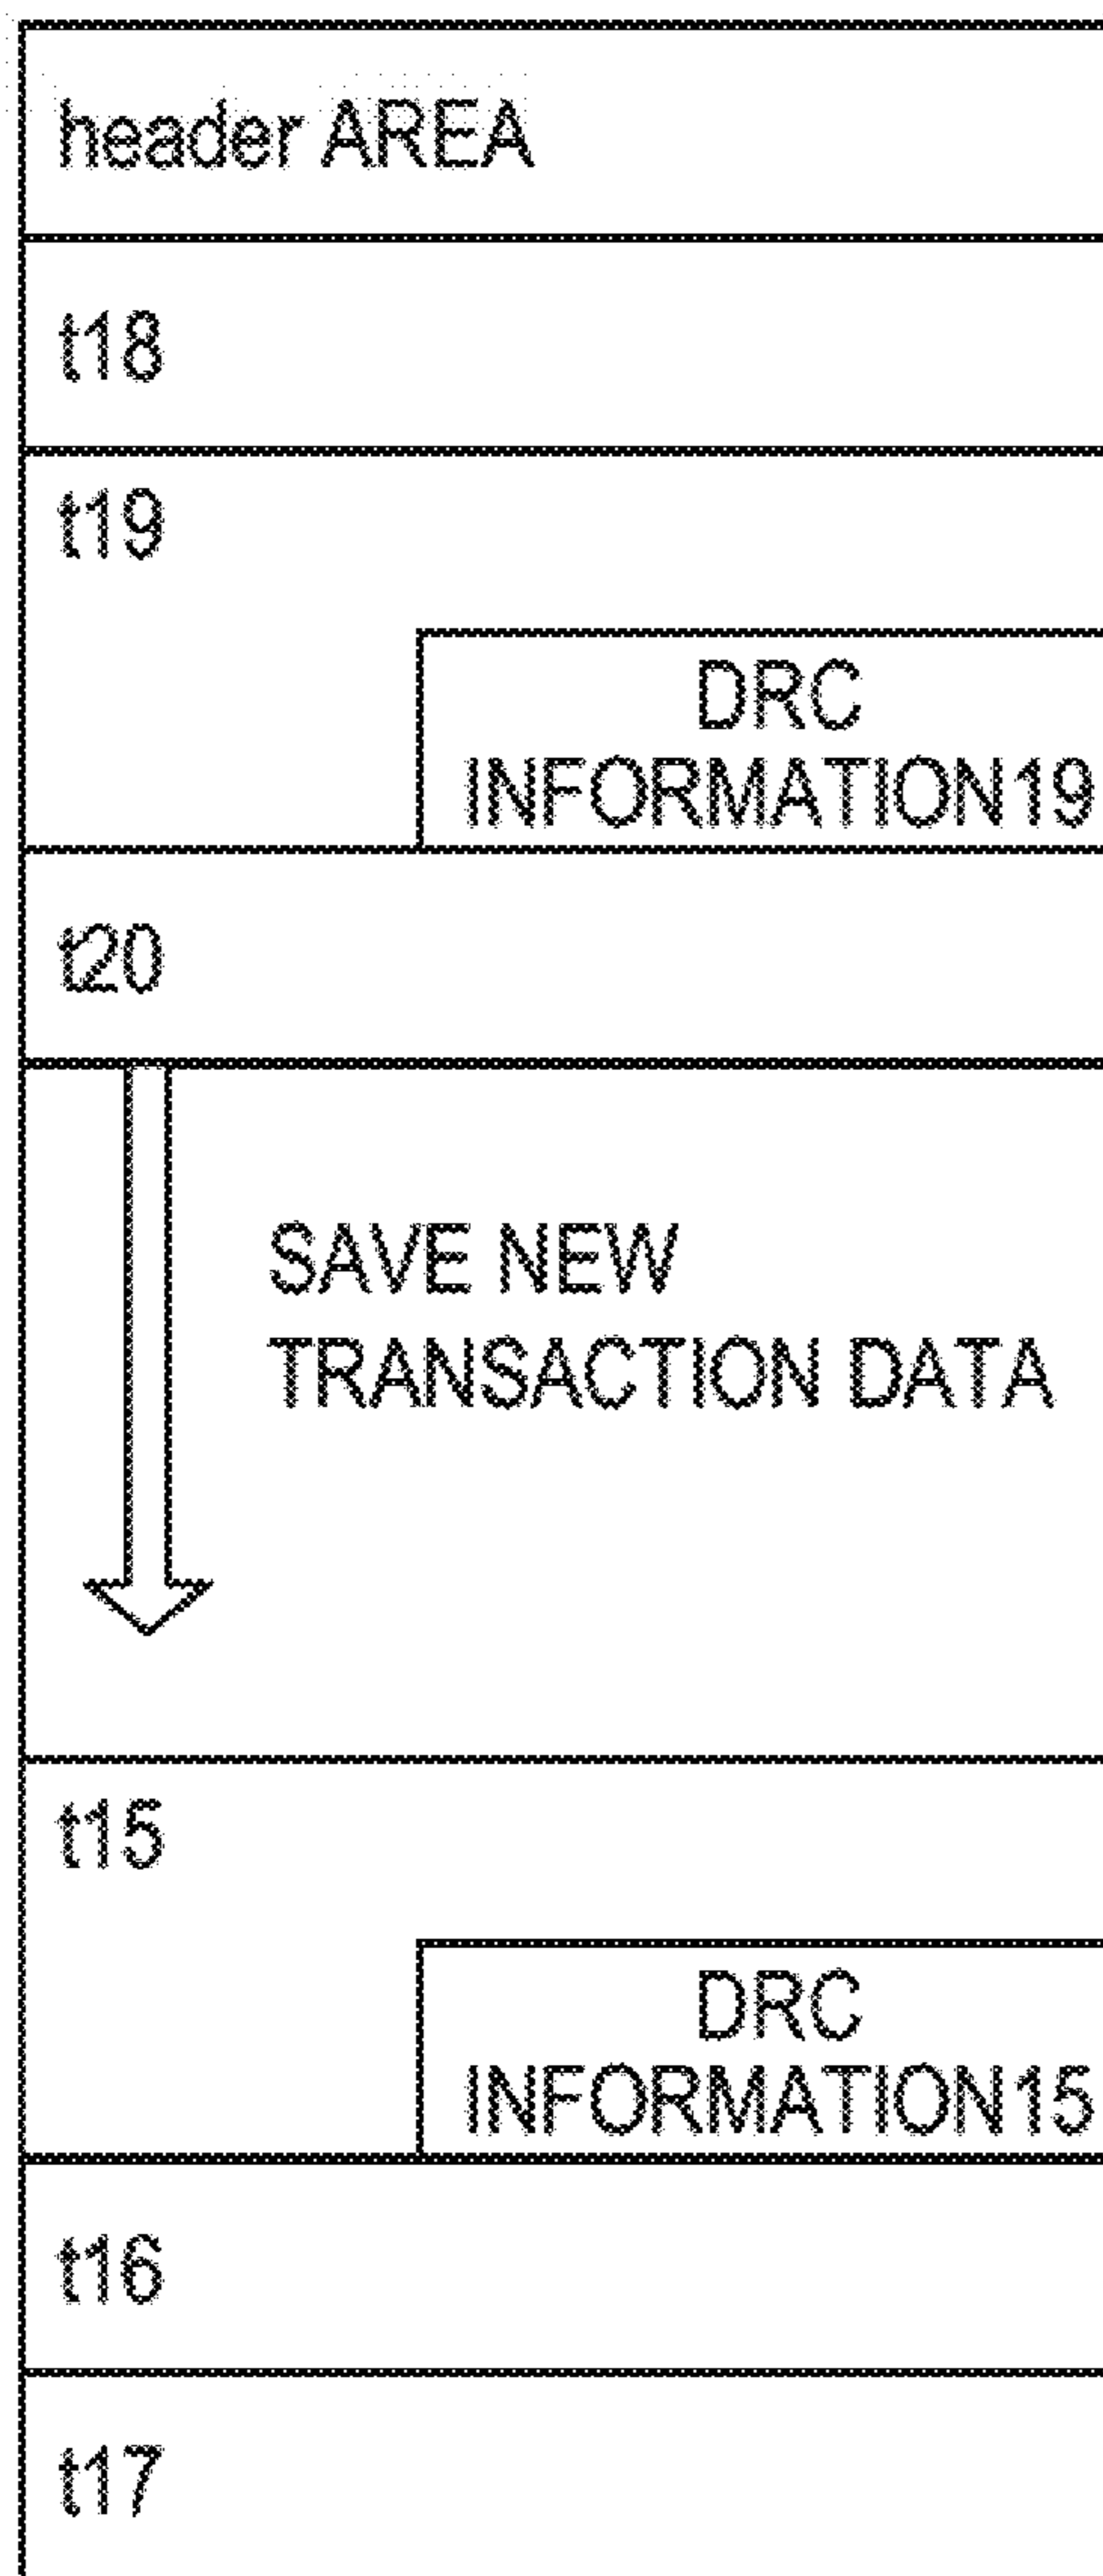 header AREA
t18
t19
DRC
INFORMATION19
t20
SAVE NEW
TRANSACTION DATA
t15
DRC
INFORMATION15
t16
t17